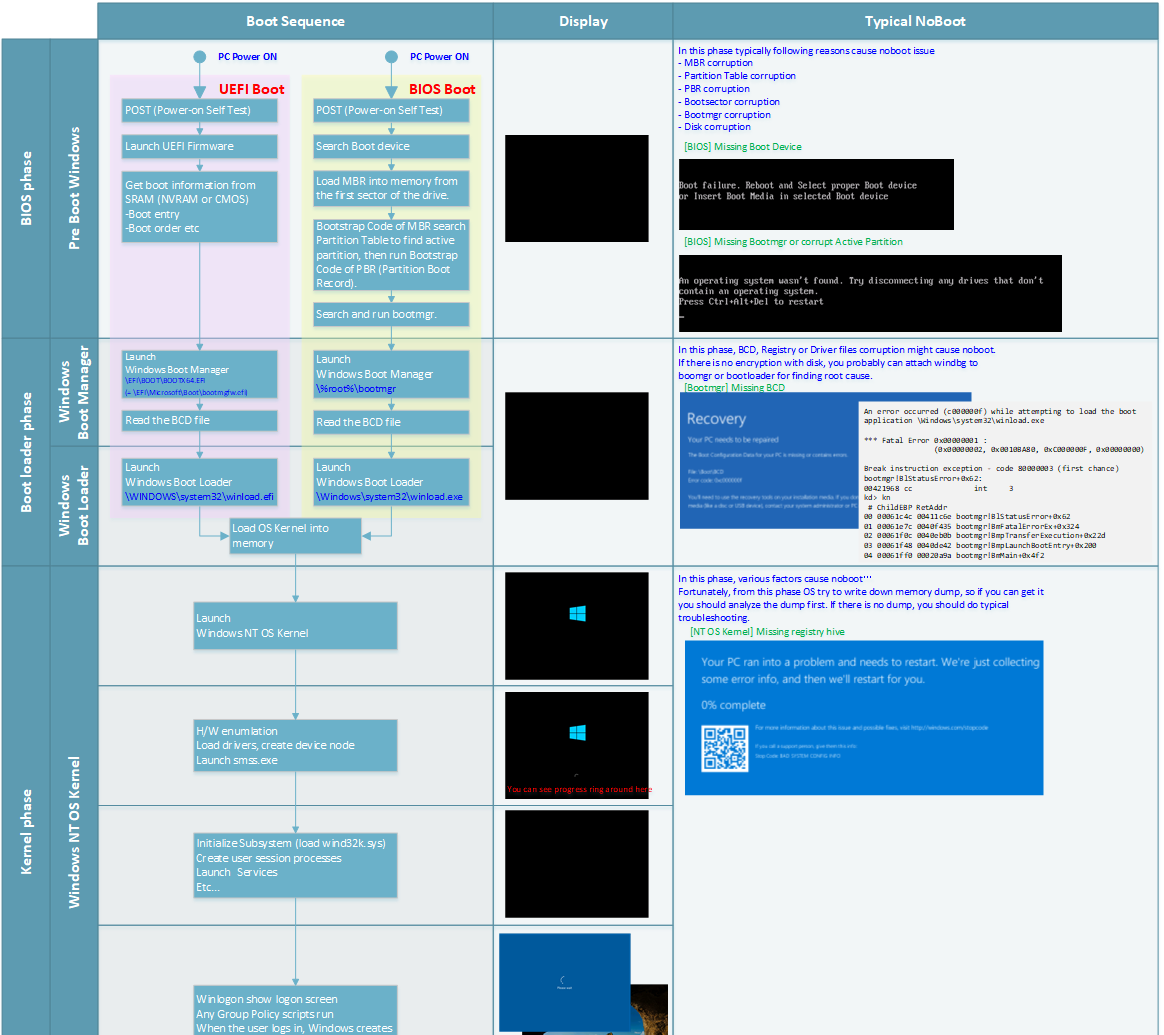 Boot Sequence
Display
Typical NoBoot
BIOS phase
Pre Boot Windows
PC Power ON
UEFI Boot
POST (Power-on Self Test)
Launch UEFI Firmware
Get boot information from
SRAM (NVRAM or CMOS)
-Boot entry
-Boot order etc
PC Power ON
BIOS Boot
POST (Power-on Self Test)
Search Boot device
Load MBR into memory from
the first sector of the drive.
Bootstrap Code of MBR search
Partition Table to find active
partition, then run Bootstrap
Code of PBR (Partition Boot
Record).
Search and run bootmgr.
In this phase typically following reasons cause noboot issue
- MBR corruption
- Partition Table corruption
- PBR corruption
- Bootsector corruption
- Bootmgr corruption
- Disk corruption
[BIOS] Missing Boot Device
Boot failure. Reboot and Select proper Boot device
or Insert Boot Media in selected Boot device
[BIOS] Missing Bootmgr or corrupt Active Partition
An operating system wasn't found. Try disconnecting any drives that don't
contain an operating system.
Press Ctrl+Alt+Del to restart
Boot loader phase
Windows
Boot Manager
Launch
Windows Boot Manager
\EFI\BOOT\BOOTX64.EFI
(= \EFI\Microsoft\Boot\bootmgfw.efi)
Read the BCD file
Launch
Windows Boot Manager
\%root%\bootmgr
Read the BCD file
Windows
Boot Loader
Launch
Windows Boot Loader
\WINDOWS\system32\winload.efi
Launch
Windows Boot Loader
\Windows\system32\winload.exe
Load OS Kernel into
memory
In this phase, BCD, Registry or Driver files corruption might cause noboot.
If there is no encryption with disk, you probably can attach windbg to
boomgr or bootloader for finding root cause.
[Bootmgr] Missing BCD
Recovery
Your PC needs to be repaired
The Boot Configuration Data for your PC is missing or contains errors.
File: \Boot\BCD
Error code: 0xc000000f
You'll need to use the recovery tools on your installation media. If you don
media (like a disc or USB device), contact your system administrator or PC
An error occurred (c000000f) while attempting to load the boot
application \Windows\system32\winload.exe
*** Fatal Error 0x00000001 :
(0x00000002, 0x0010BA80, 0xC000000F, 0x00000000)
Break instruction exception - code 80000003 (first chance)
bootmgr!BlStatusError+0x62:
00421968 cc int 3
kd> kn
# ChildEBP RetAddr
00 00061c4c 00411c6e bootmgr!BlStatusError+0x62
01 00061e7c 0040f435 bootmgr!BmFatalErrorEx+0x324
02 00061f0c 0040eb0b bootmgr!BmpTransferExecution+0x22d
03 00061f48 0040de42 bootmgr!BmpLaunchBootEntry+0x200
04 00061ff0 00020a9a bootmgr!BmMain+0x4f2
Kernel phase
Windows NT OS Kernel
Launch
Windows NT OS Kernel
H/W enumlation
Load drivers, create device node
Launch smss.exe
You can see progress ring around here
Initialize Subsystem (load wind32k.sys)
Create user session processes
Launch Services
Etc...
Winlogon show logon screen
Any Group Policy scripts run
When the user logs in, Windows creates
Please wait
In this phase, various factors cause noboot'''
Fortunately, from this phase OS try to write down memory dump, so if you can get it
you should analyze the dump first. If there is no dump, you should do typical
troubleshooting.
[NT OS Kernel] Missing registry hive
Your PC ran into a problem and needs to restart. We're just collecting
some error info, and then we'll restart for you.
0% complete
For more information about this issue and possible fixes, visit http://windows.com/stopcode
If you call a support person, give them this info:
Stop Code: BAD SYSTEM CONFIG INFO